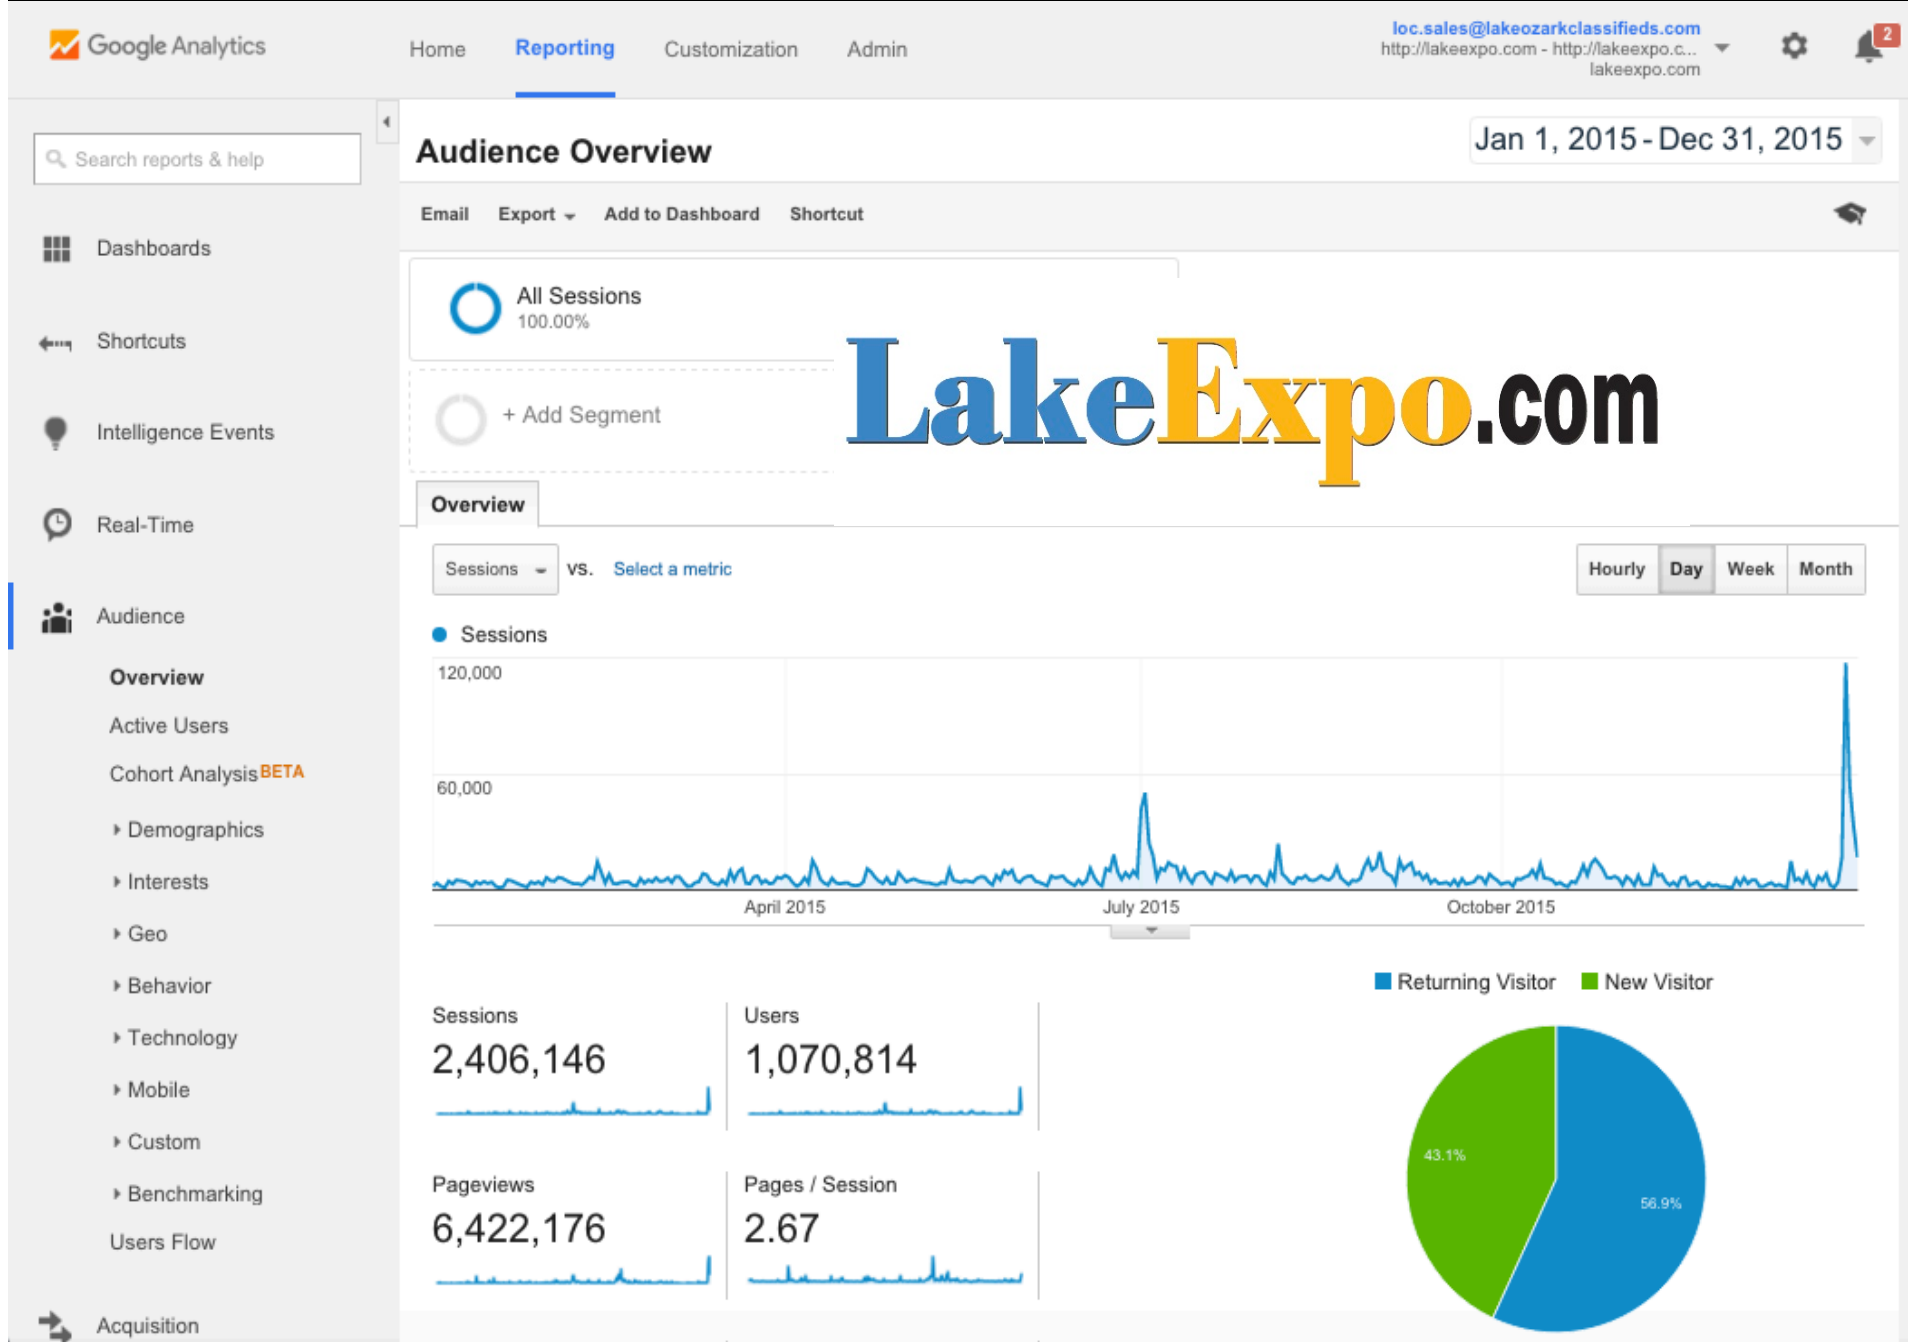 Google Analytics
Home
Reporting
Customization
Admin
loc.sales@lakeozarkclassifieds.com
http://lakeexpo.com - http://lakeexpo.c...
lakeexpo.com
2
Search reports & help
Dashboards
Shortcuts
Intelligence Events
Real-Time
Audience
Overview
Active Users
Cohort Analysis BETA
Demographics
Interests
Geo
Behavior
Technology
Mobile
Custom
Benchmarking
Users Flow
Acquisition
Audience Overview
Jan 1, 2015 - Dec 31, 2015
Email
Export
Add to Dashboard
Shortcut
All Sessions
100.00%
+ Add Segment
LakeExpo.com
Overview
Sessions
vs.
Select a metric
Hourly
Day
Week
Month
Sessions
120,000
60,000
April 2015
July 2015
October 2015
Returning Visitor
New Visitor
Sessions
2,406,146
Users
1,070,814
Pageviews
6,422,176
Pages / Session
2.67
43.1%
56.9%